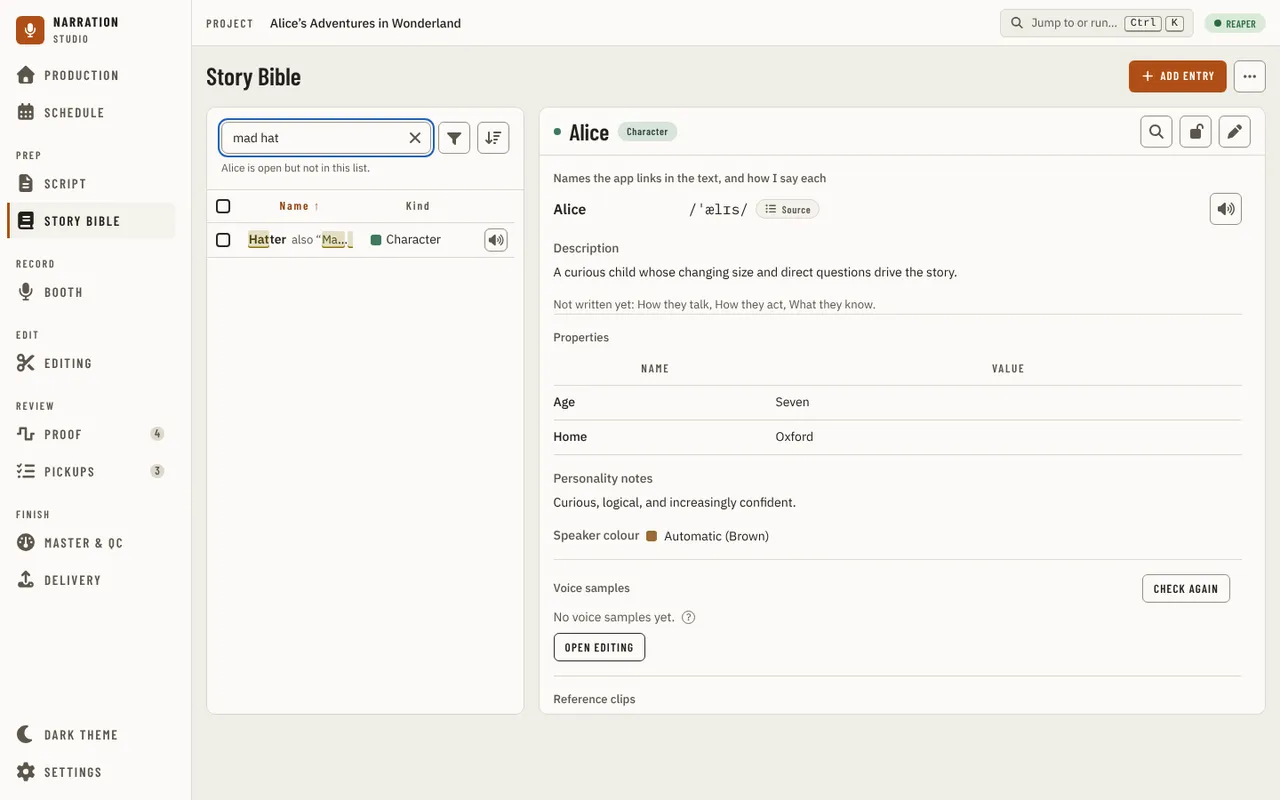 NARRATION
STUDIO
PRODUCTION
SCHEDULE
PREP
SCRIPT
STORY BIBLE
RECORD
BOOTH
EDIT
EDITING
REVIEW
PROOF 4
PICKUPS 3
FINISH
MASTER & QC
DELIVERY
DARK THEME
SETTINGS
PROJECT Alice’s Adventures in Wonderland
Jump to or run... Ctrl K
REAPER
Story Bible
ADD ENTRY
mad hat
Alice is open but not in this list.
Name ↑ Kind
Hatter also “Ma… Character
Alice Character
Names the app links in the text, and how I say each
Alice /ˈælɪs/ Source
Description
A curious child whose changing size and direct questions drive the story.
Not written yet: How they talk, How they act, What they know.
Properties
NAME VALUE
Age Seven
Home Oxford
Personality notes
Curious, logical, and increasingly confident.
Speaker colour Automatic (Brown)
Voice samples
CHECK AGAIN
No voice samples yet. ?
OPEN EDITING
Reference clips